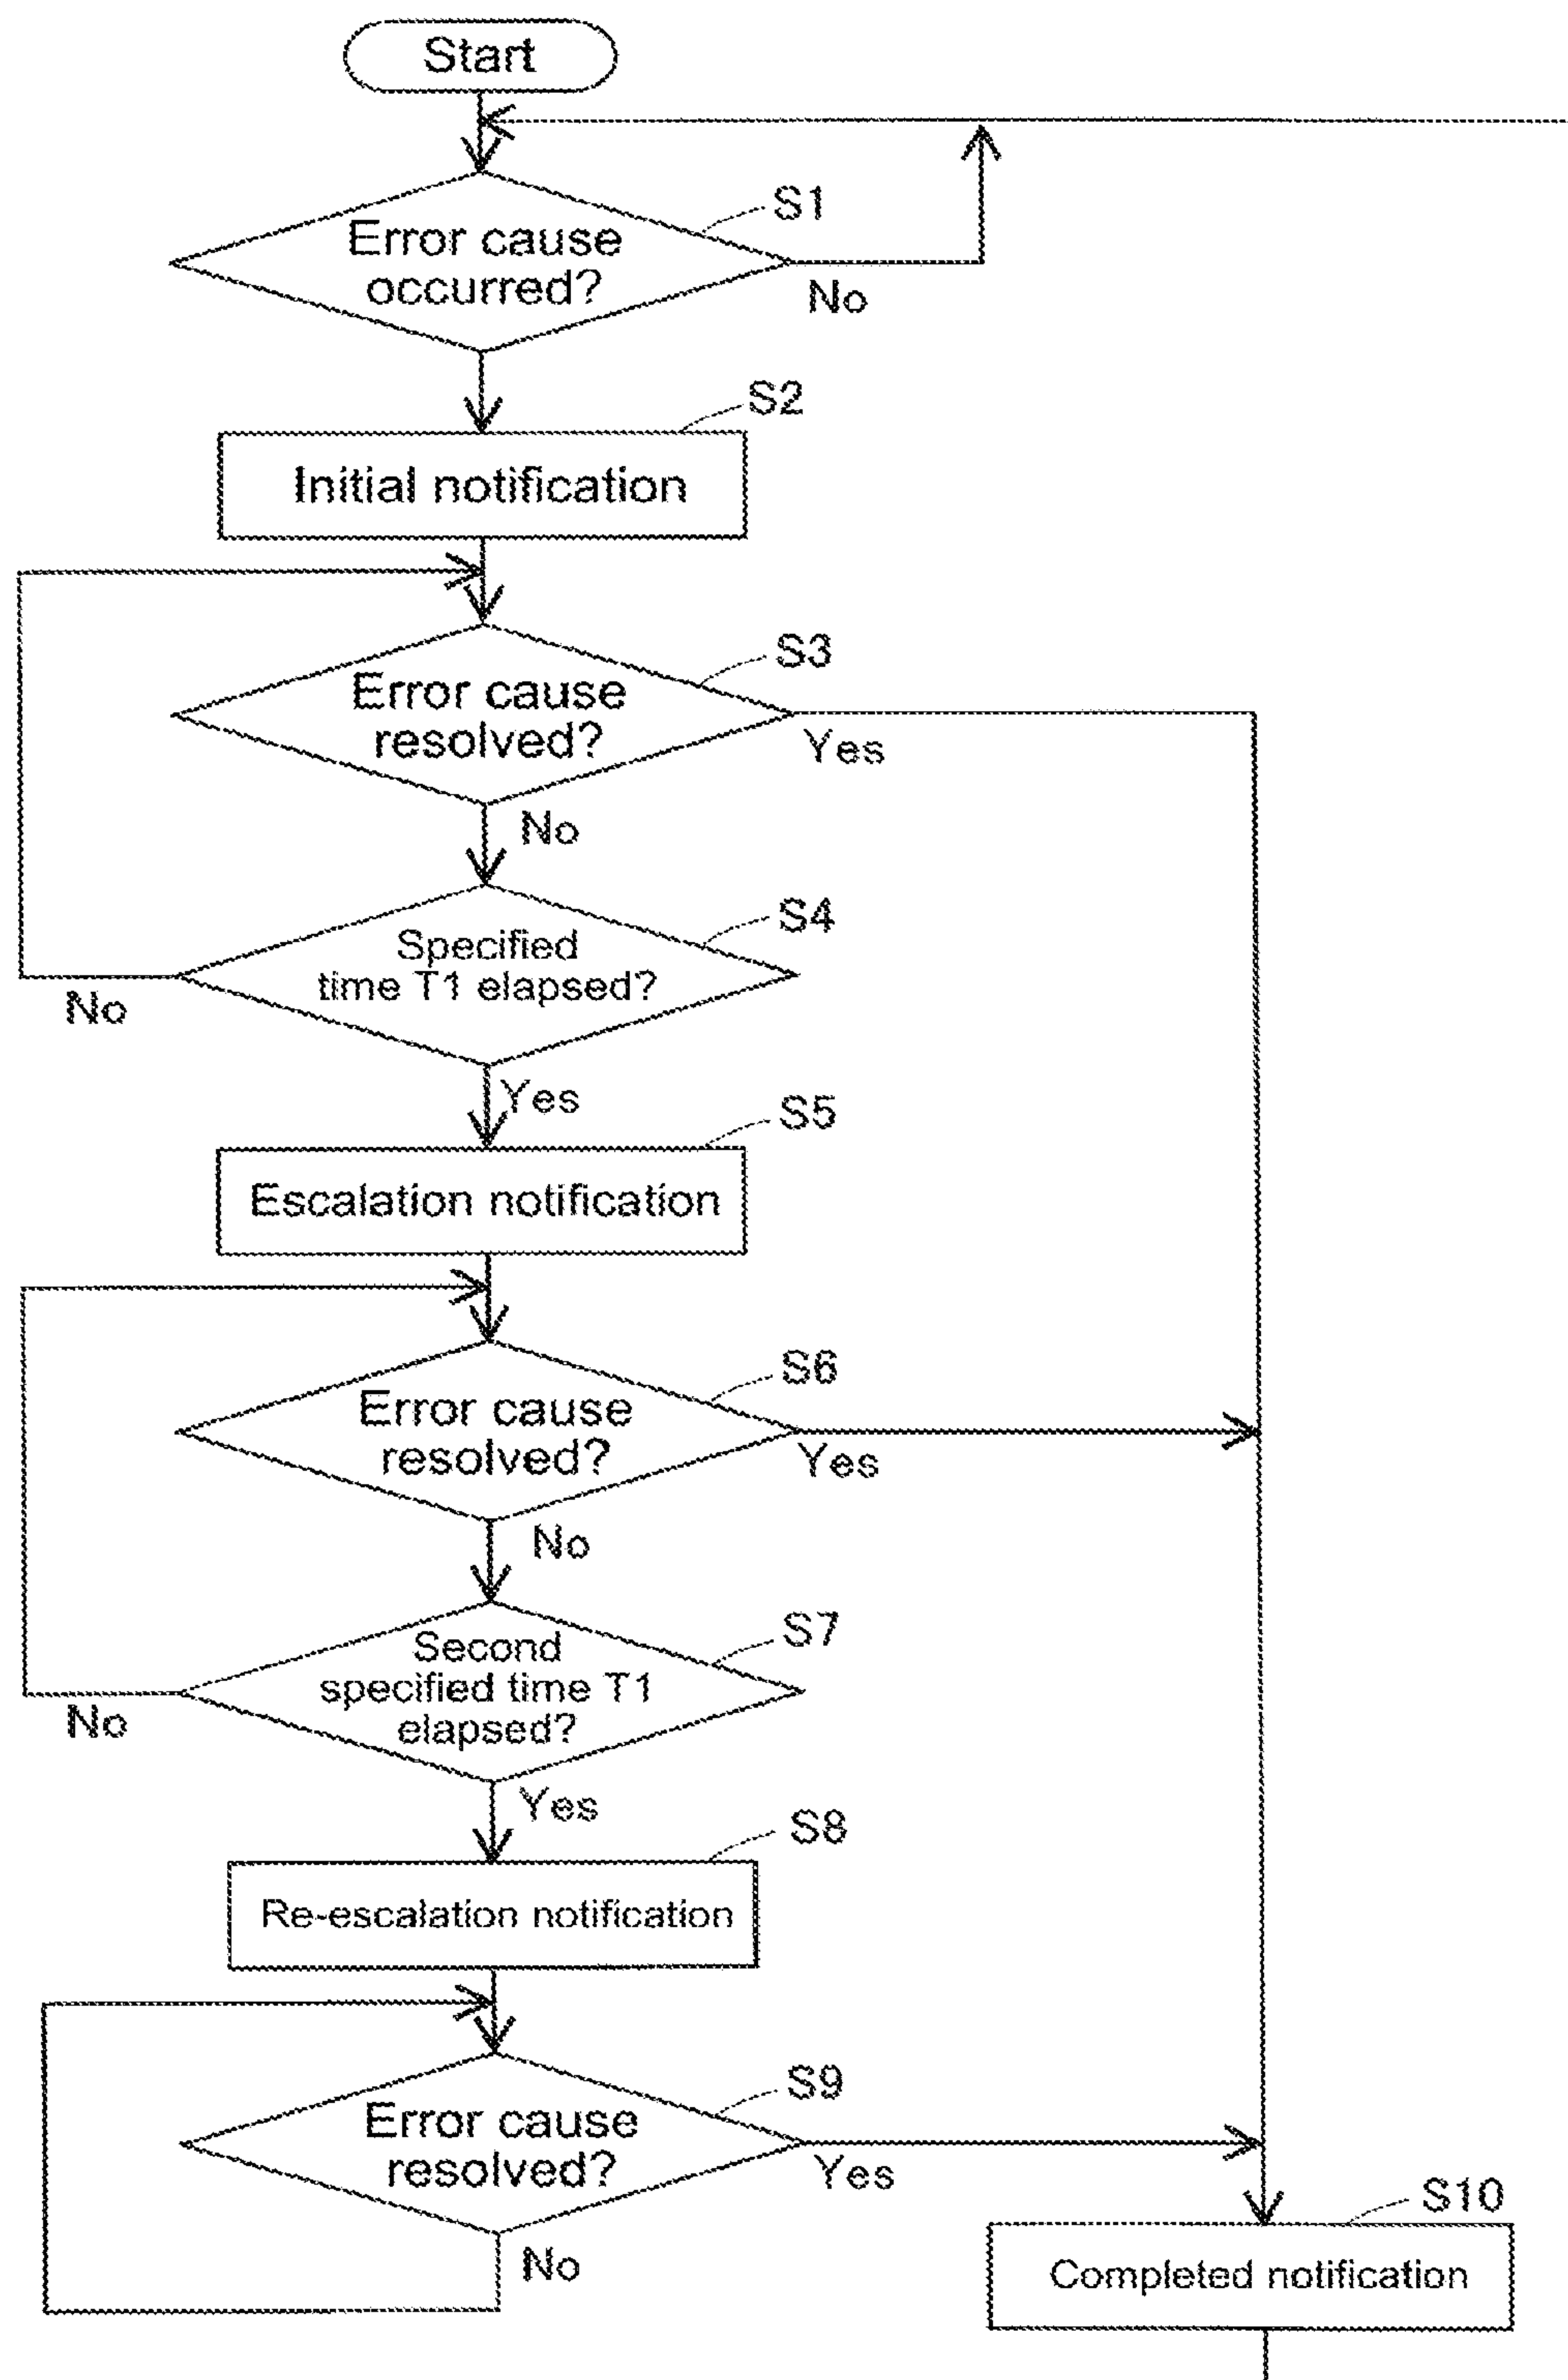 Start
S1
Error cause
occurred?
No
S2
Initial notification
S3
Error cause
resolved?
Yes
No
S4
Specified
time T1 elapsed?
No
Yes
S5
Escalation notification
S6
Error cause
resolved?
Yes
No
S7
Second
specified time T1
elapsed?
No
Yes
S8
Re-escalation notification
S9
Error cause
resolved?
Yes
No
S10
Completed notification